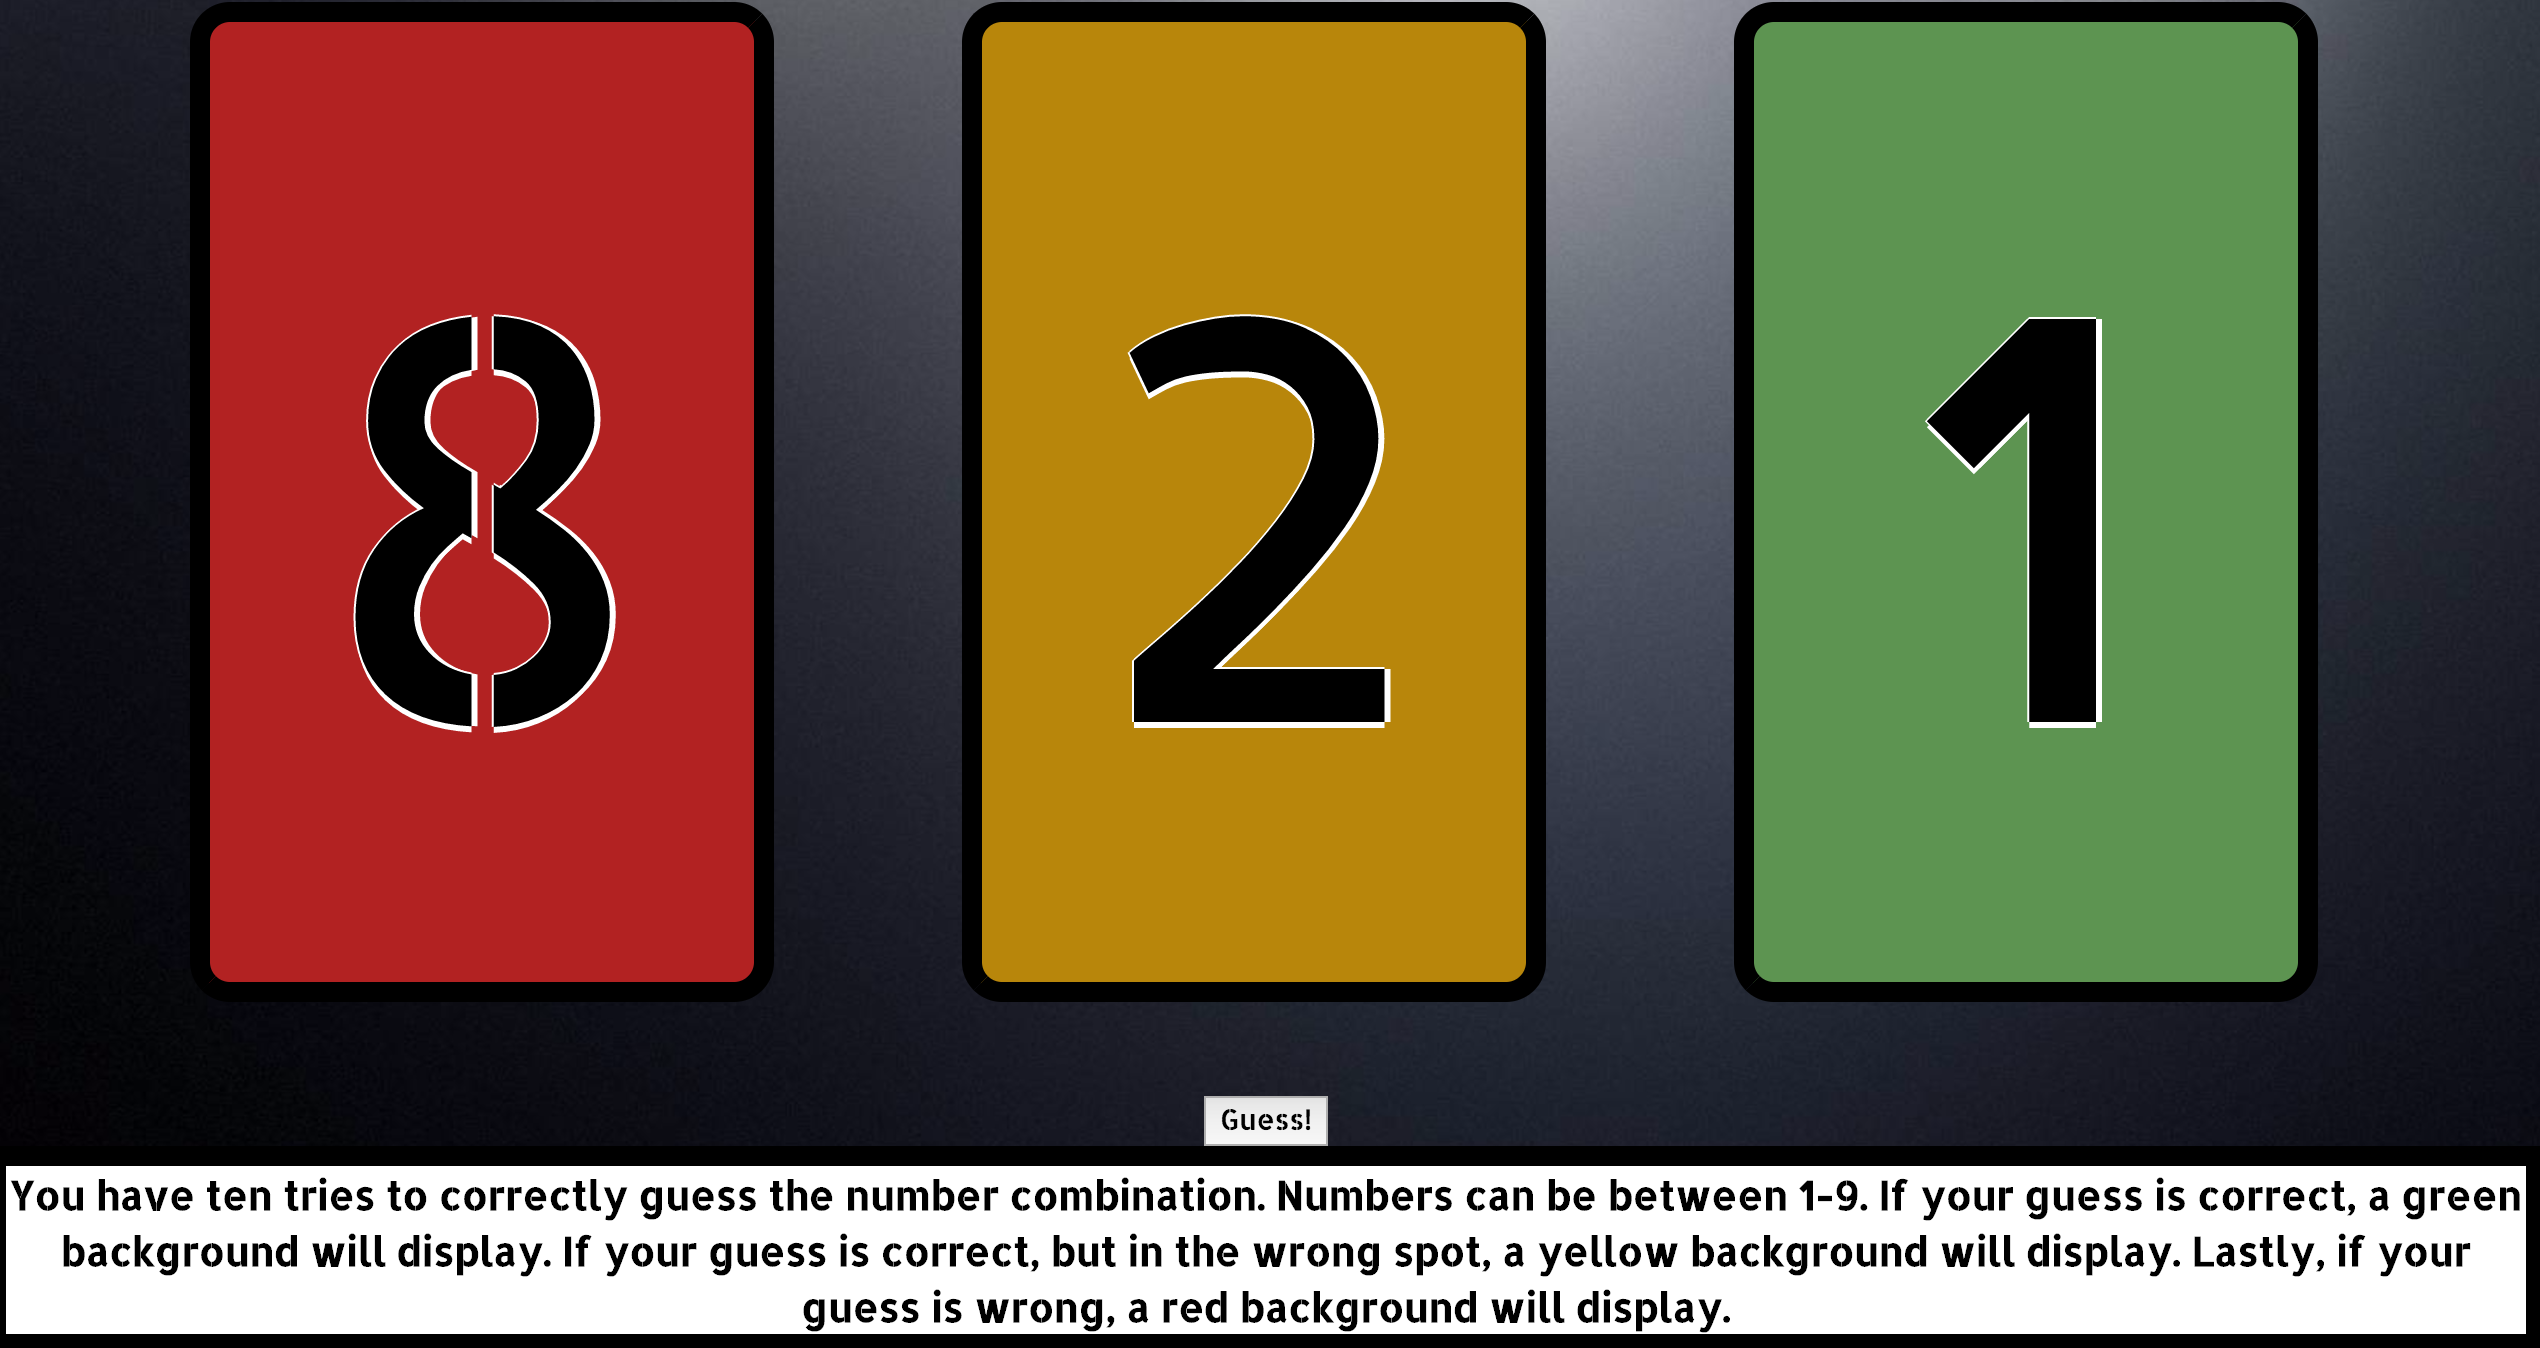 8 2 1
Guess!
You have ten tries to correctly guess the number combination. Numbers can be between 1-9. If your guess is correct, a green
background will display. If your guess is correct, but in the wrong spot, a yellow background will display. Lastly, if your
guess is wrong, a red background will display.